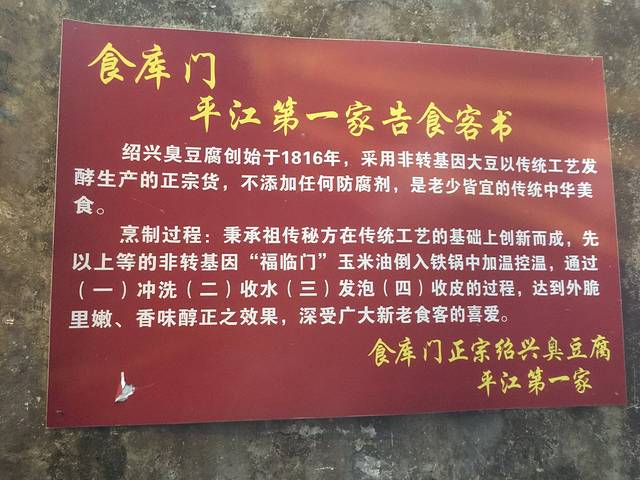 食库门
平江第一家告食客书
绍兴臭豆腐创始于1816年，采用非转基因大豆以传统工艺发
酵生产的正宗货，不添加任何防腐剂，是老少皆宜的传统中华美
食。
烹制过程：秉承祖传秘方在传统工艺的基础上创新而成，先
以上等的非转基因“福临门”玉米油倒入铁锅中加温控温，通过
（一）冲洗（二）收水（三）发泡（四）收皮的过程，达到外脆
里嫩、香味醇正之效果，深受广大新老食客的喜爱。
食库门正宗绍兴臭豆腐
平江第一家